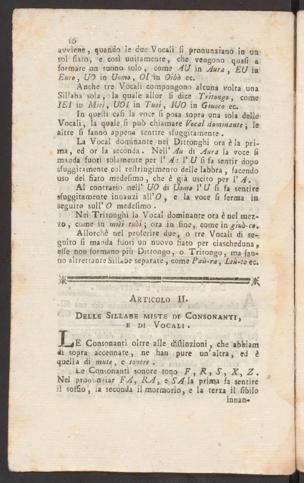 10
avviene, quando le due Vocali si pronunziano in un
sol fiato, e così unitamente, che vengono quasi a
formare un suono solo, come AU in Aura, EU in
Euro, UO in Uomo, OI in Oibò ec.
Anche tre Vocali compongono alcuna volta una
Sillaba sola, la quale allor si dice Tritongo, come
IEI in Miei, UOI in Tuoi, IUO in Giuoco ec.
In questi casi la voce si posa sopra una sola delle
Vocali, la quale si può chiamare Vocal dominante; le
altre si fanno appena sentire sfuggitamente.
La Vocal dominante nei Dittonghi ora è la pri-
ma, ed or la seconda. Nell' Au di Aura la voce si
manda fuori solamente per l' A: l' U si fa sentir dopo
sfuggitamente col restringimento delle labbra, facendo
uso del fiato medesimo, che è già uscito per l' A.
Al contrario nell' UO di Uomo l' U si fa sentire
sfuggitamente innanzi all' O, e la voce si ferma in
seguito sull' O medesimo.
Nei Tritonghi la Vocal dominante ora è nel mez-
zo, come in miei tuoi; ora in fine, come in giuo-co.
Allorchè nel proferire due, o tre Vocali di se-
guito si manda fuori un nuovo fiato per ciascheduna,
esse non formano più Dittongo, o Tritongo, ma fan-
no altrettante Sillabe separate, come Pau-ra, ec.
ARTICOLO II.
DELLE SILLABE MISTE DI CONSONANTI,
E DI VOCALI.
LE Consonanti oltre alle distinzioni, che abbiam
di sopra accennate, ne han pure un' altra, ed è
quella di mute, e sonore.
Le Consonanti sonore sono F, R, S, X, Z.
Nel pronunziar FA, RA, e SA la prima fa sentire
il soffio, la seconda il mormorio, e la terza il sibilo
innan-